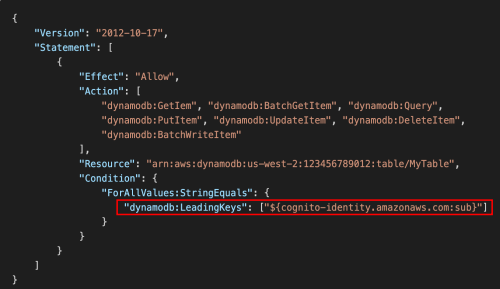 {
"Version": "2012-10-17",
"Statement": [
{
"Effect": "Allow",
"Action": [
"dynamodb:GetIem", "dynamodb:BatchGetItem", "dynamodb:Query",
"dynamodb:PutItem", "dynamodb:UpdateItem", "dynamodb:DeleteItem",
"dynamodb:BatchWriteItem"
],
"Resource": "arn:aws:dynamodb:us-west-2:123456789012:table/MyTable",
"Condition": {
"ForAllValues:StringEquals": {
"dynamodb:LeadingKeys": ["${cognito-identity.amazonaws.com:sub}"]
}
}
}
]
}